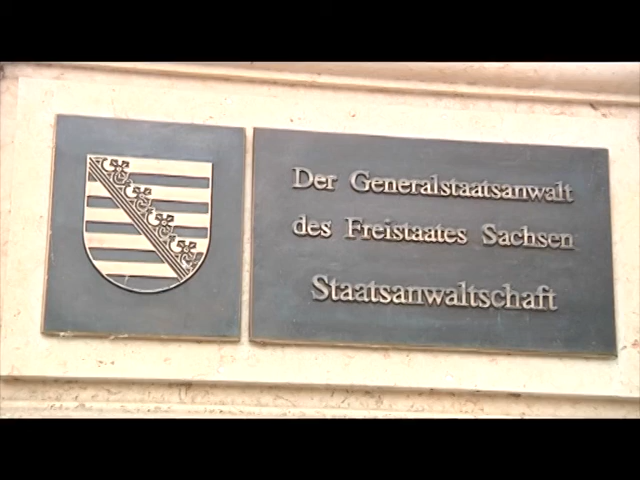 Der Generalstaatsanwalt
des Freistaates Sachsen
Staatsanwaltschaft